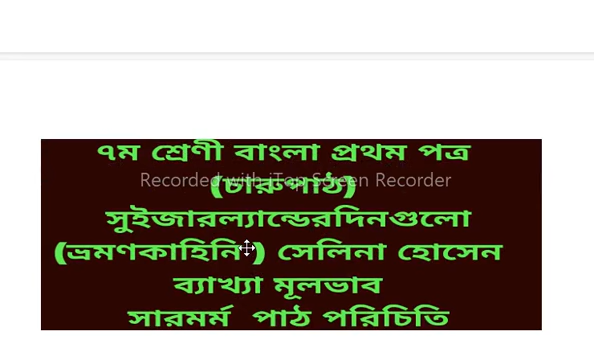 ৭ম শ্রেণী বাংলা প্রথম পত্র
(চারুপাঠ)
Recorded with iTop Screen Recorder
সুইজারল্যান্ডেরদিনগুলো
(ভ্রমণকাহিনি) সেলিনা হোসেন
ব্যাখ্যা মূলভাব
সারমর্ম পাঠ পরিচিতি